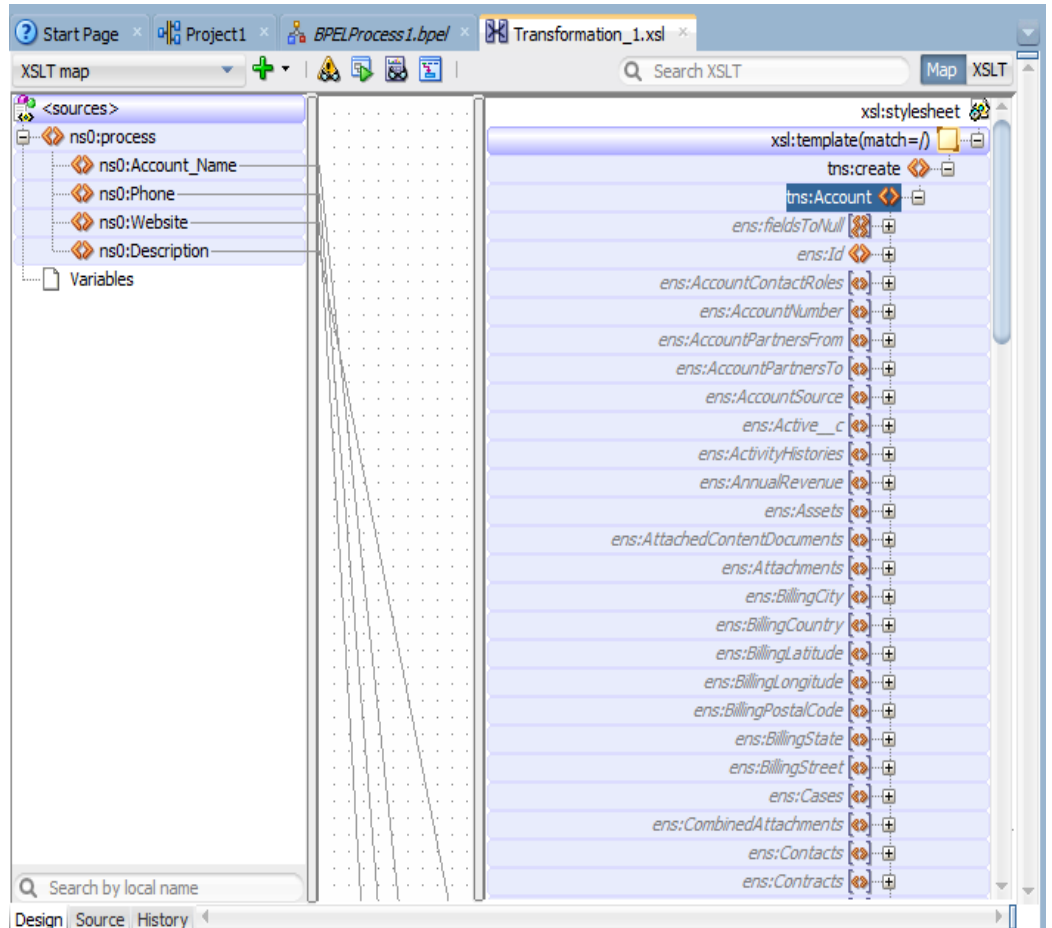 Start Page Project1 BPELProcess1.bpel Transformation_1.xsl
XSLT map Search XSLT Map XSLT
<sources>
ns0:process
ns0:Account_Name
ns0:Phone
ns0:Website
ns0:Description
Variables
Search by local name
xsl:stylesheet
xsl:template(match=/)
tns:create
tns:Account
ens:fieldsToNull
ens:Id
ens:AccountContactRoles
ens:AccountNumber
ens:AccountPartnersFrom
ens:AccountPartnersTo
ens:AccountSource
ens:Active__c
ens:ActivityHistories
ens:AnnualRevenue
ens:Assets
ens:AttachedContentDocuments
ens:Attachments
ens:BillingCity
ens:BillingCountry
ens:BillingLatitude
ens:BillingLongitude
ens:BillingPostalCode
ens:BillingState
ens:BillingStreet
ens:Cases
ens:CombinedAttachments
ens:Contacts
ens:Contracts
Design Source History